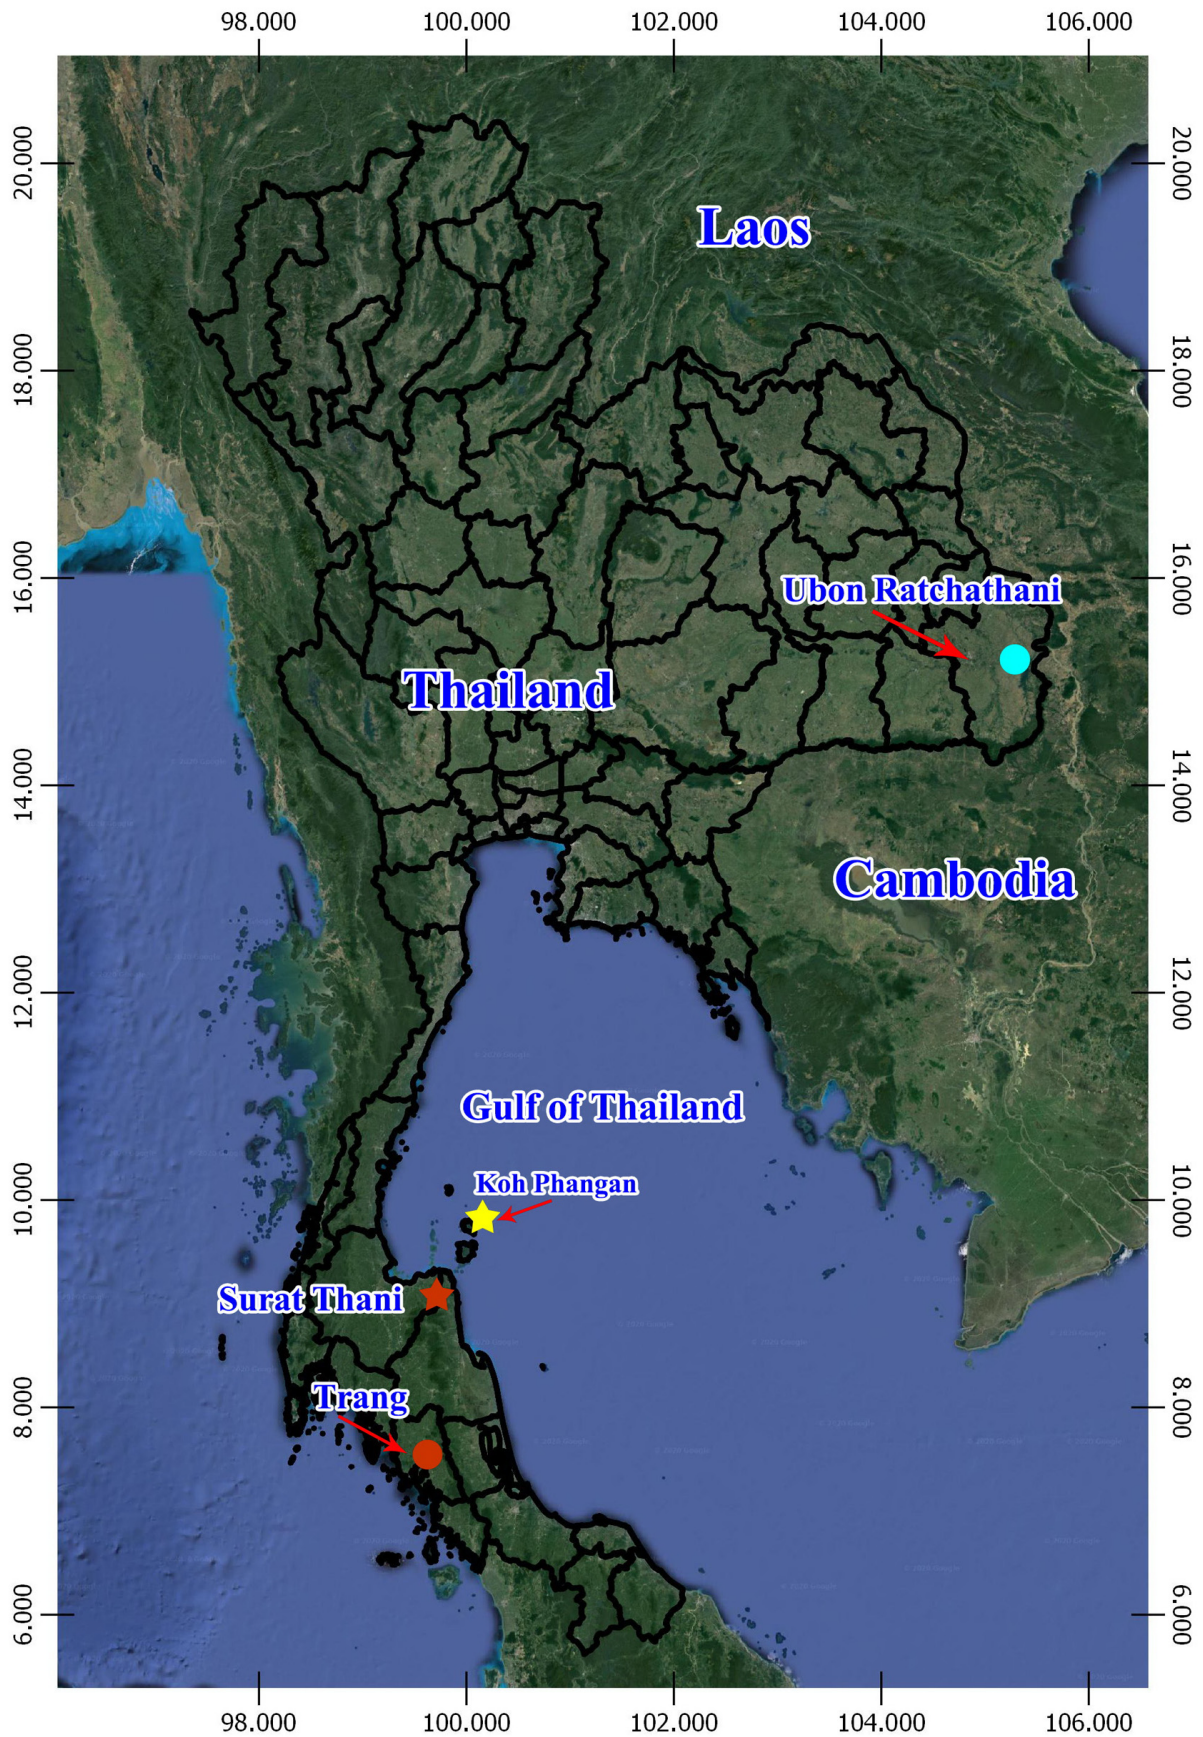 98.000 100.000 102.000 104.000 106.000
20.000 20.000
Laos
18.000 18.000
16.000 16.000
Ubon Ratchathani
Thailand
14.000 14.000
Cambodia
12.000 12.000
Gulf of Thailand
Koh Phangan
10.000 10.000
Surat Thani
Trang
8.000 8.000
6.000 6.000
98.000 100.000 102.000 104.000 106.000